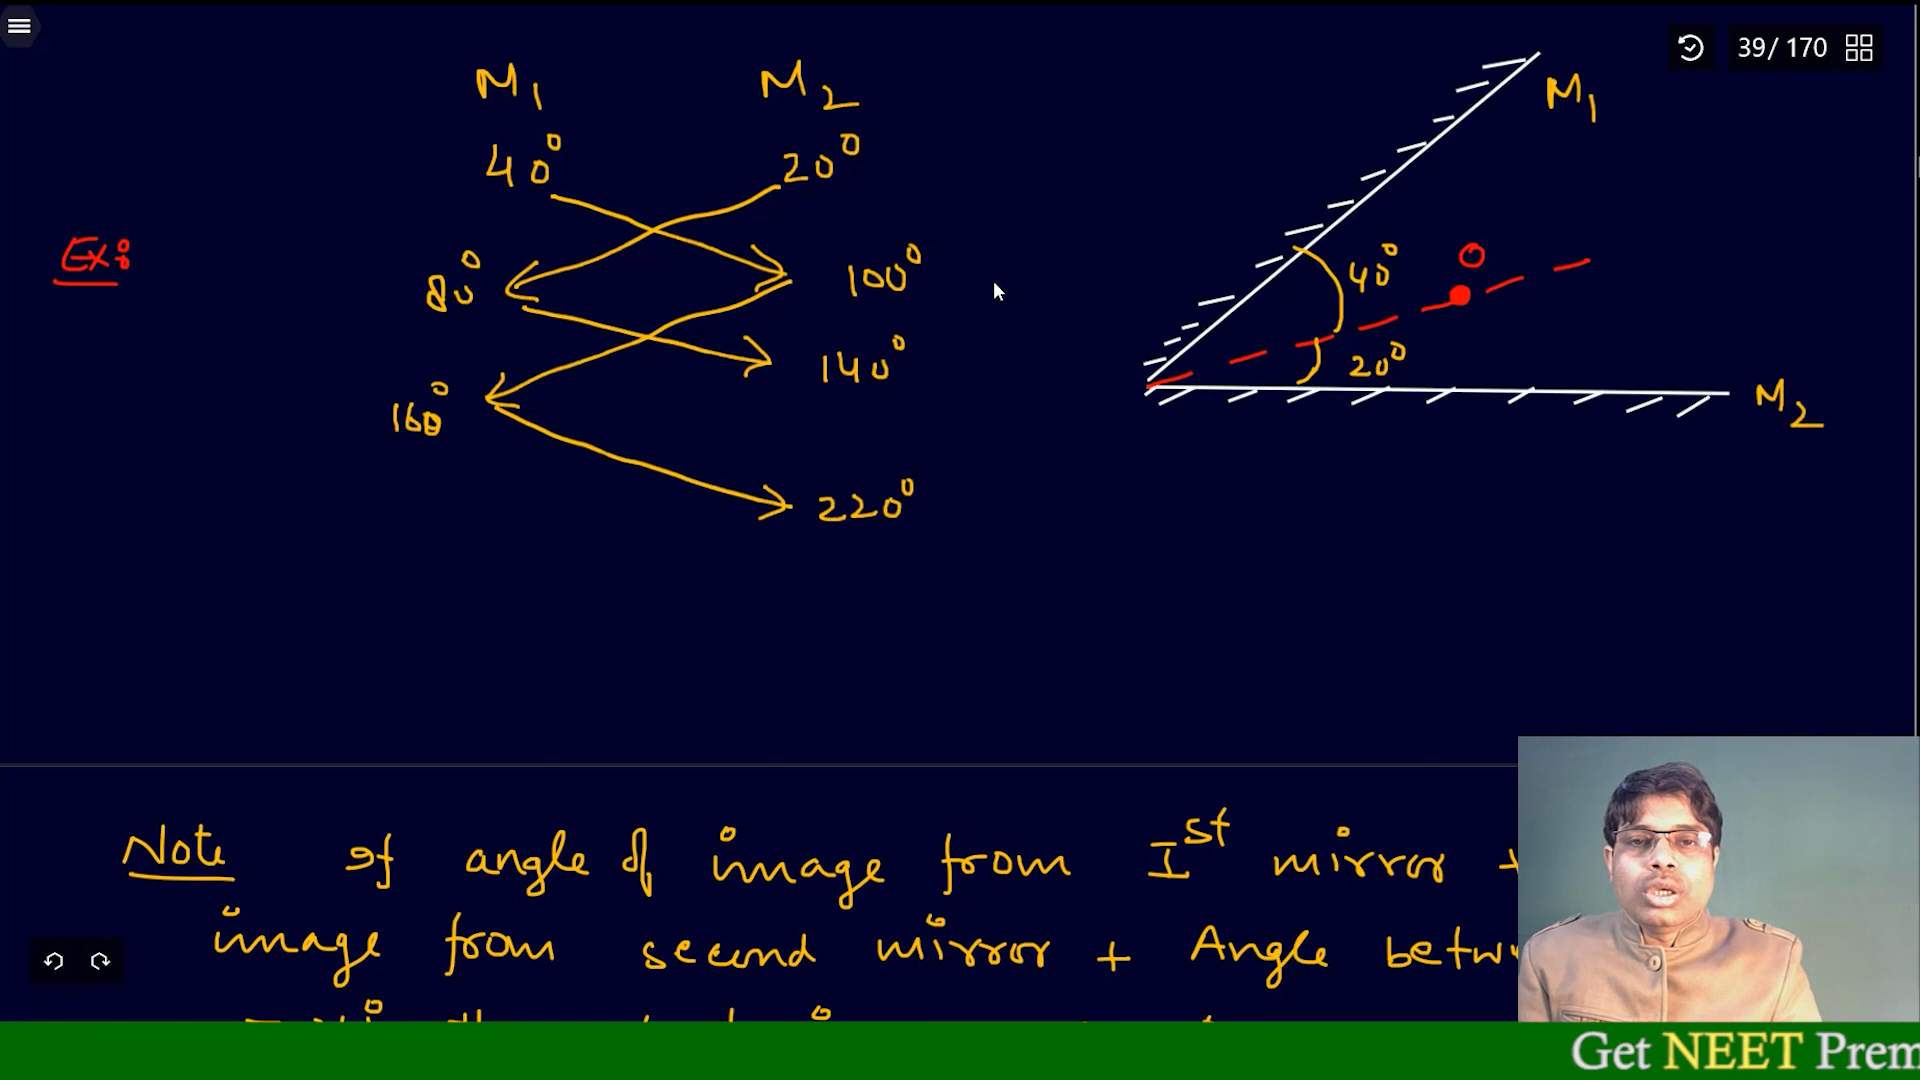 39/ 170
M1 M2
40° 20°
Ex:
80° 100°
140°
160°
220°
M1
40° O
20°
M2
Note If angle of image from Ist mirror +
image from second mirror + Angle betw
Get NEET Prem